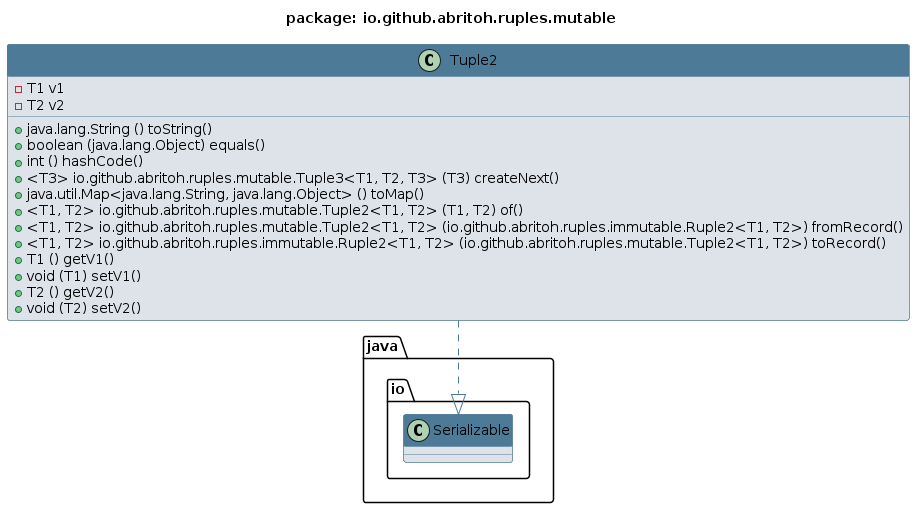 package: io.github.abritoh.ruples.mutable
C Tuple2
T1 v1
T2 v2
java.lang.String () toString()
boolean (java.lang.Object) equals()
int () hashCode()
<T3> io.github.abritoh.ruples.mutable.Tuple3<T1, T2, T3> (T3) createNext()
java.util.Map<java.lang.String, java.lang.Object> () toMap()
<T1, T2> io.github.abritoh.ruples.mutable.Tuple2<T1, T2> (T1, T2) of()
<T1, T2> io.github.abritoh.ruples.mutable.Tuple2<T1, T2> (io.github.abritoh.ruples.immutable.Ruple2<T1, T2>) fromRecord()
<T1, T2> io.github.abritoh.ruples.immutable.Ruple2<T1, T2> (io.github.abritoh.ruples.mutable.Tuple2<T1, T2>) toRecord()
T1 () getV1()
void (T1) setV1()
T2 () getV2()
void (T2) setV2()
java
io
C Serializable